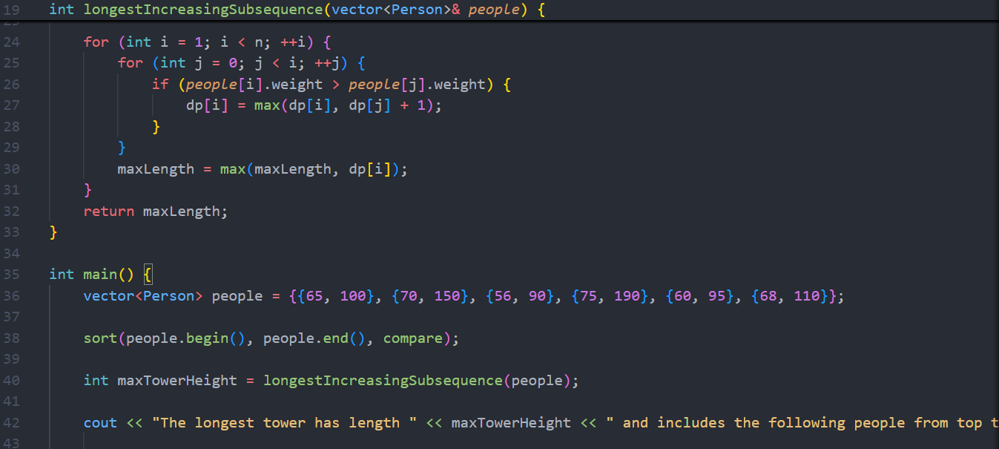 19 int longestIncreasingSubsequence(vector<Person>& people) {
24 for (int i = 1; i < n; ++i) {
25 for (int j = 0; j < i; ++j) {
26 if (people[i].weight > people[j].weight) {
27 dp[i] = max(dp[i], dp[j] + 1);
28 }
29 }
30 maxLength = max(maxLength, dp[i]);
31 }
32 return maxLength;
33 }
34
35 int main() {
36 vector<Person> people = {{65, 100}, {70, 150}, {56, 90}, {75, 190}, {60, 95}, {68, 110}};
37
38 sort(people.begin(), people.end(), compare);
39
40 int maxTowerHeight = longestIncreasingSubsequence(people);
41
42 cout << "The longest tower has length " << maxTowerHeight << " and includes the following people from top t
43